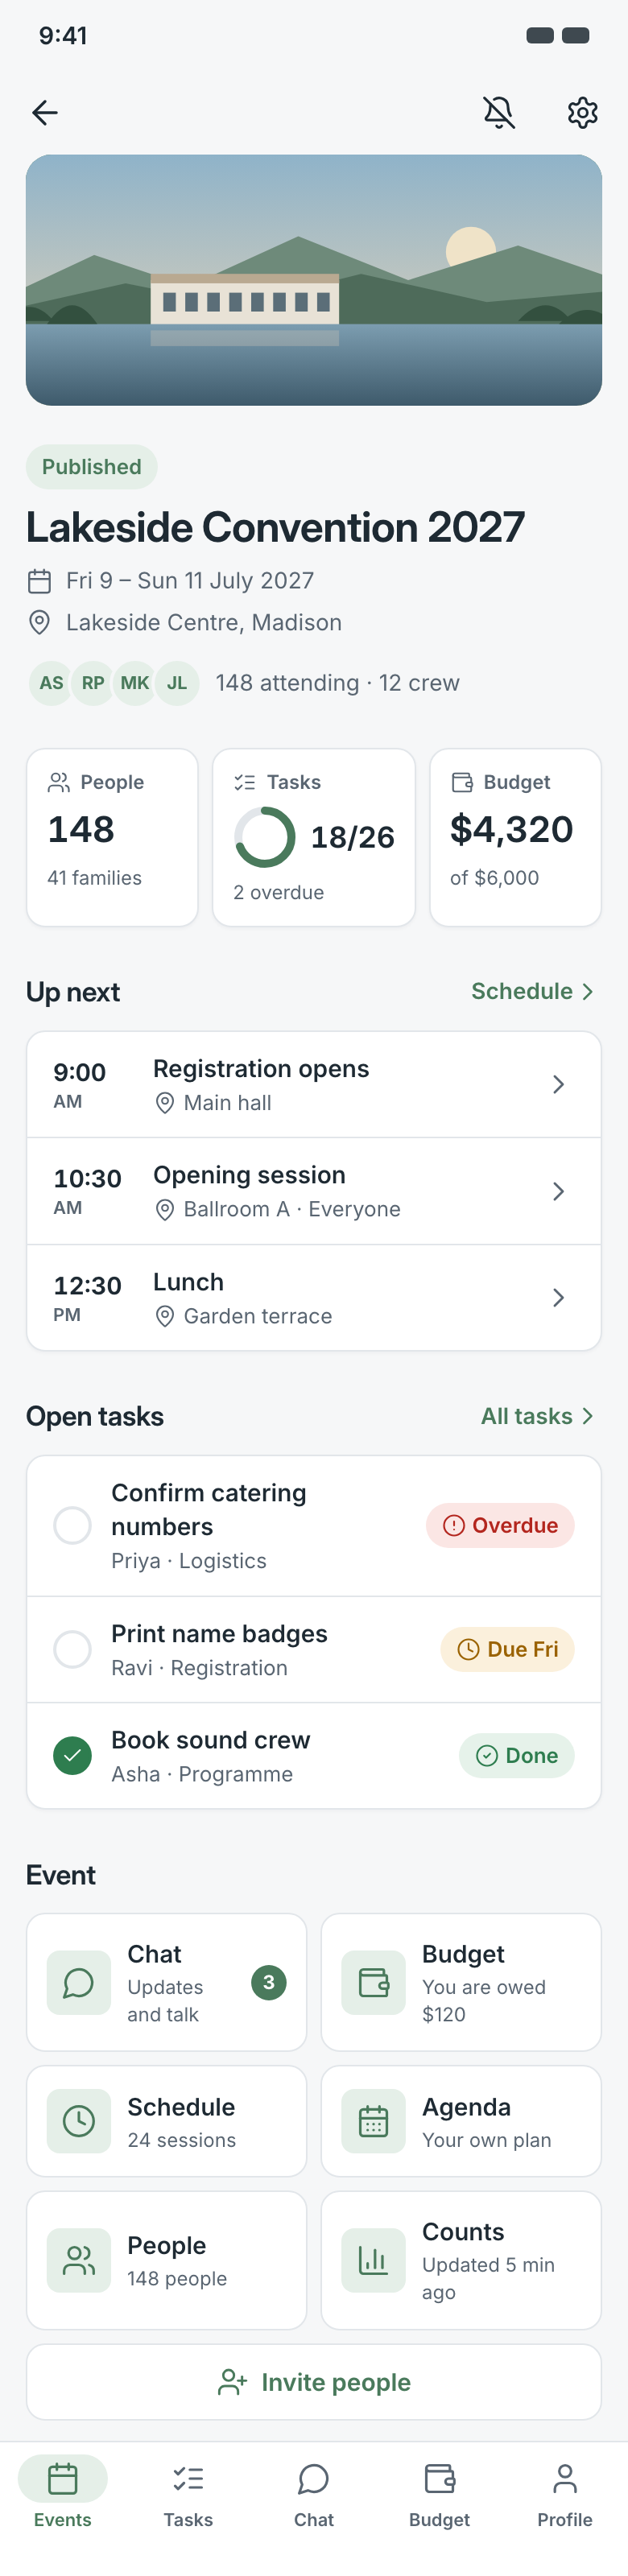 9:41
Published
Lakeside Convention 2027
Fri 9 – Sun 11 July 2027
Lakeside Centre, Madison
AS RP MK JL 148 attending · 12 crew
People
148
41 families
Tasks
18/26
2 overdue
Budget
$4,320
of $6,000
Up next
Schedule
9:00
AM
Registration opens
Main hall
10:30
AM
Opening session
Ballroom A · Everyone
12:30
PM
Lunch
Garden terrace
Open tasks
All tasks
Confirm catering
numbers
Priya · Logistics
Overdue
Print name badges
Ravi · Registration
Due Fri
Book sound crew
Asha · Programme
Done
Event
Chat
Updates
and talk
3
Budget
You are owed
$120
Schedule
24 sessions
Agenda
Your own plan
People
148 people
Counts
Updated 5 min
ago
Invite people
Events
Tasks
Chat
Budget
Profile